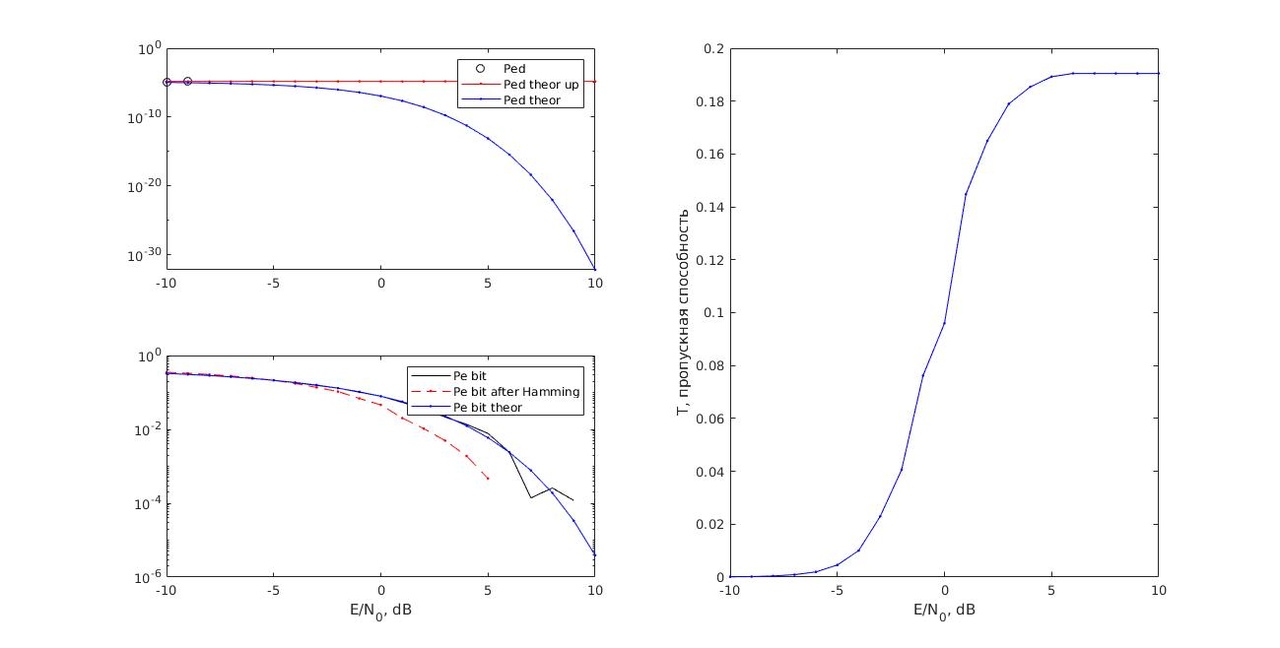 10^0
10^-10
10^-20
10^-30
-10 -5 0 5 10
Ped
Ped theor up
Ped theor
10^0
10^-2
10^-4
10^-6
-10 -5 0 5 10
E/N_0, dB
Pe bit
Pe bit after Hamming
Pe bit theor
T, пропускная способность
0.2
0.18
0.16
0.14
0.12
0.1
0.08
0.06
0.04
0.02
0
-10 -5 0 5 10
E/N_0, dB